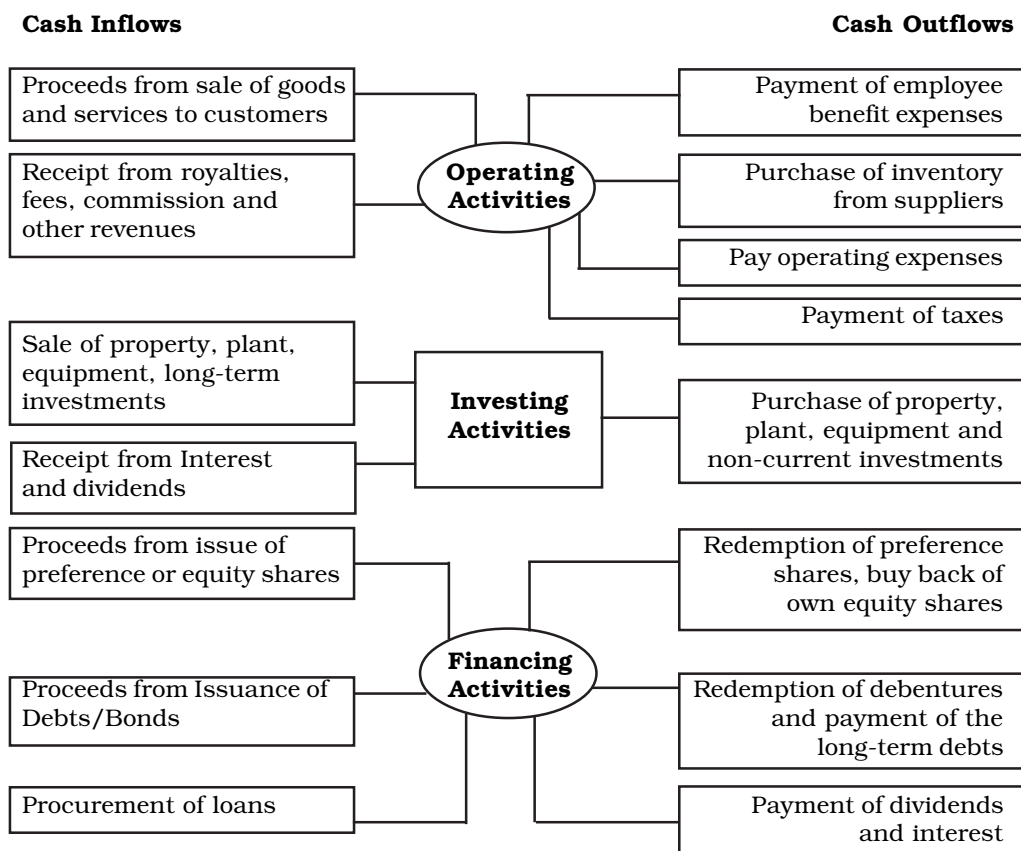 Cash Inflows
Cash Outflows
Proceeds from sale of goods
and services to customers
Receipt from royalties,
fees, commission and
other revenues
Operating
Activities
Payment of employee
benefit expenses
Purchase of inventory
from suppliers
Pay operating expenses
Payment of taxes
Sale of property, plant,
equipment, long-term
investments
Receipt from Interest
and dividends
Investing
Activities
Purchase of property,
plant, equipment and
non-current investments
Proceeds from issue of
preference or equity shares
Proceeds from Issuance of
Debts/Bonds
Procurement of loans
Financing
Activities
Redemption of preference
shares, buy back of
own equity shares
Redemption of debentures
and payment of the
long-term debts
Payment of dividends
and interest